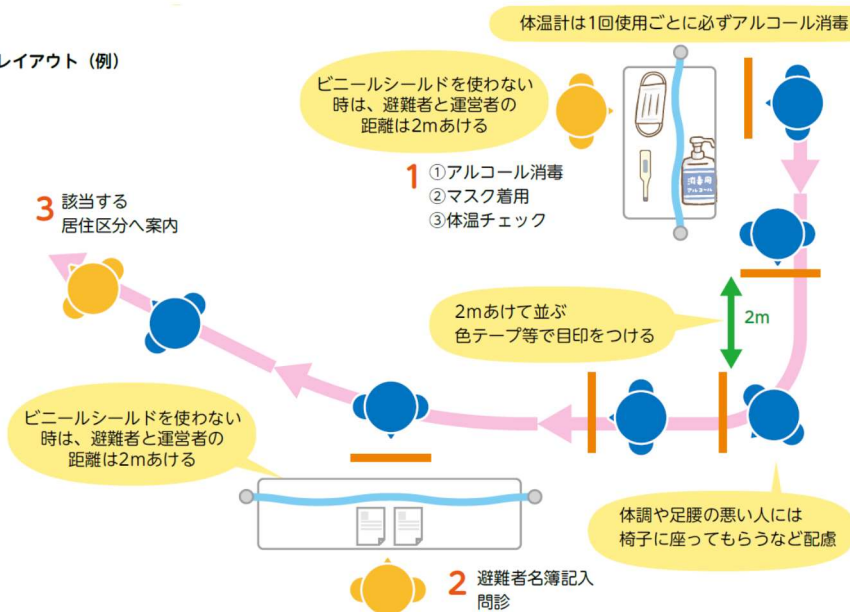 レイアウト（例）
体温計は1回使用ごとに必ずアルコール消毒
ビニールシールドを使わない
時は、避難者と運営者の
距離は2mあける
1 ①アルコール消毒
②マスク着用
③体温チェック
消毒用
アルコール
3 該当する
居住区分へ案内
2mあけて並ぶ
色テープ等で目印をつける
2m
ビニールシールドを使わない
時は、避難者と運営者の
距離は2mあける
体調や足腰の悪い人には
椅子に座ってもらうなど配慮
2 避難者名簿記入
問診